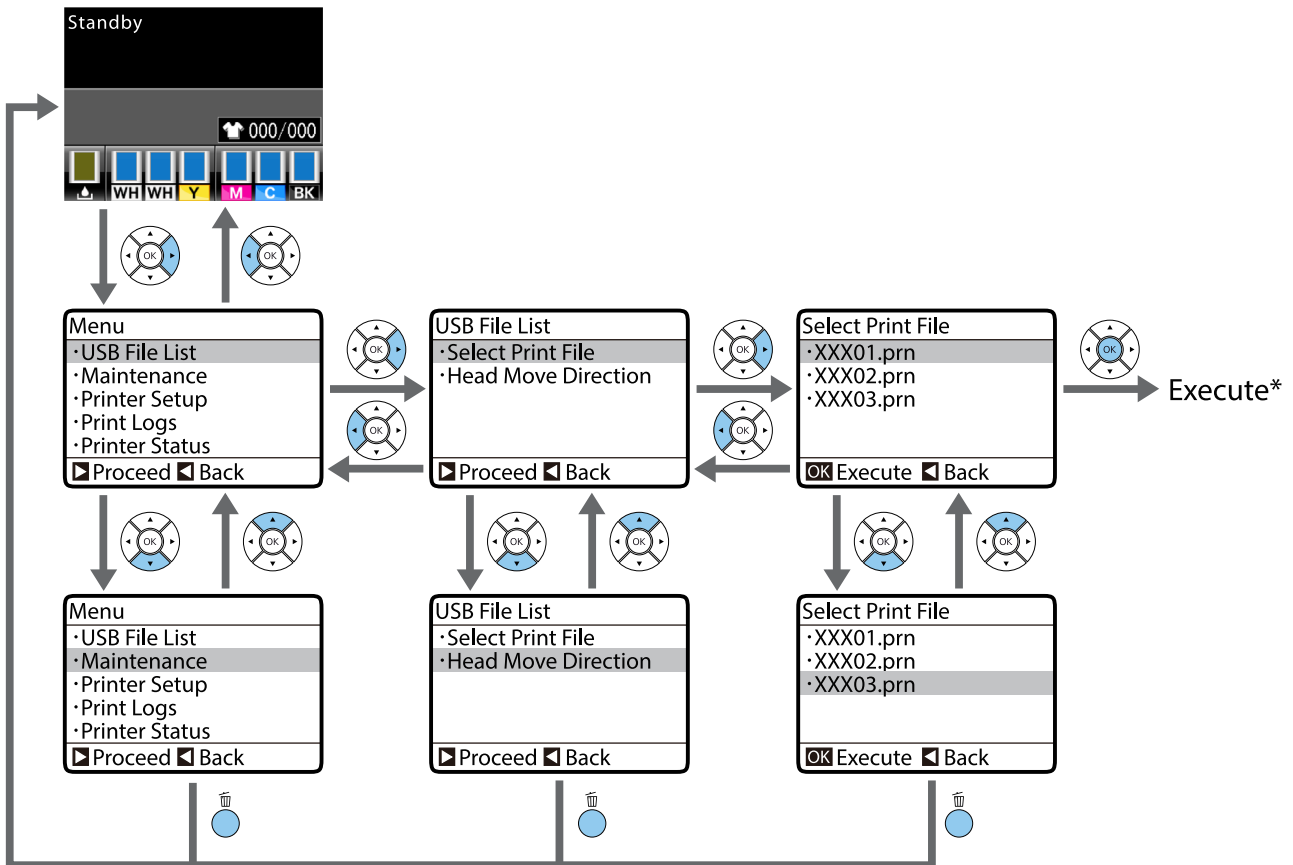 Standby
000/000
WH WH Y M C BK
OK OK
Menu
·USB File List
·Maintenance
·Printer Setup
·Print Logs
·Printer Status
Proceed Back
OK
OK
USB File List
·Select Print File
·Head Move Direction
Proceed Back
OK
OK
Select Print File
·XXX01.prn
·XXX02.prn
·XXX03.prn
OK Execute Back
OK
Execute*
OK OK OK OK OK OK
Menu
·USB File List
·Maintenance
·Printer Setup
·Print Logs
·Printer Status
Proceed Back
USB File List
·Select Print File
·Head Move Direction
Proceed Back
Select Print File
·XXX01.prn
·XXX02.prn
·XXX03.prn
OK Execute Back